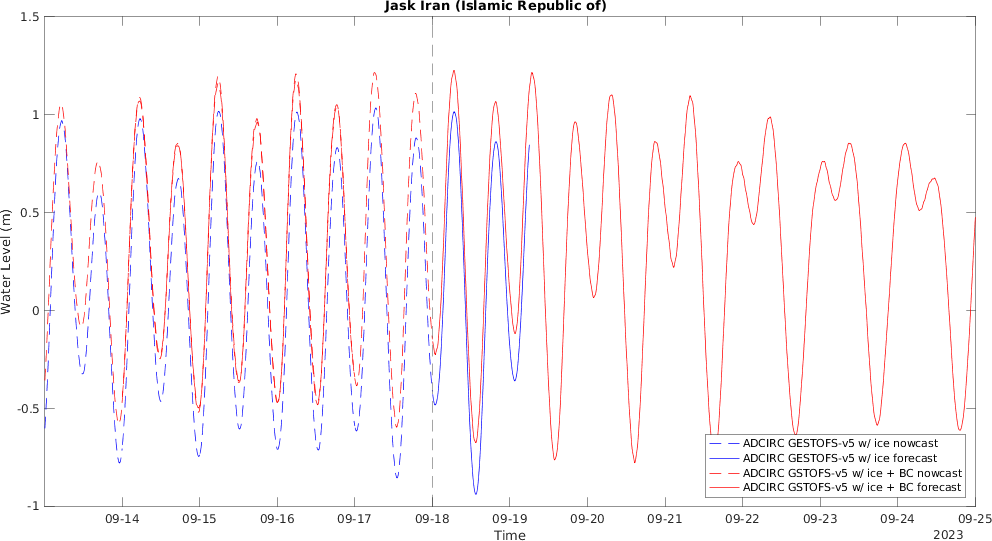 Jask Iran (Islamic Republic of)
1.5
1
0.5
0
-0.5
-1
Water Level (m)
09-14
09-15
09-16
09-17
09-18
09-19
09-20
09-21
09-22
09-23
09-24
09-25
Time
2023
ADCIRC GESTOFS-v5 w/ ice nowcast
ADCIRC GESTOFS-v5 w/ ice forecast
ADCIRC GSTOFS-v5 w/ ice + BC nowcast
ADCIRC GSTOFS-v5 w/ ice + BC forecast